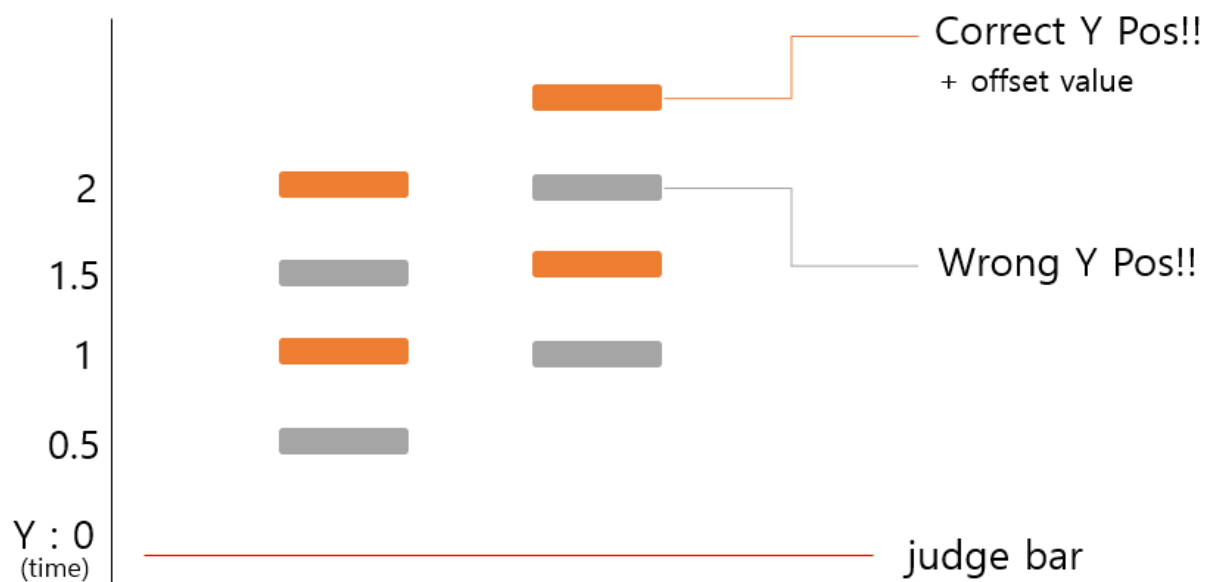 Correct Y Pos!!
+ offset value
2
1.5
Wrong Y Pos!!
1
0.5
Y : 0
(time)
judge bar